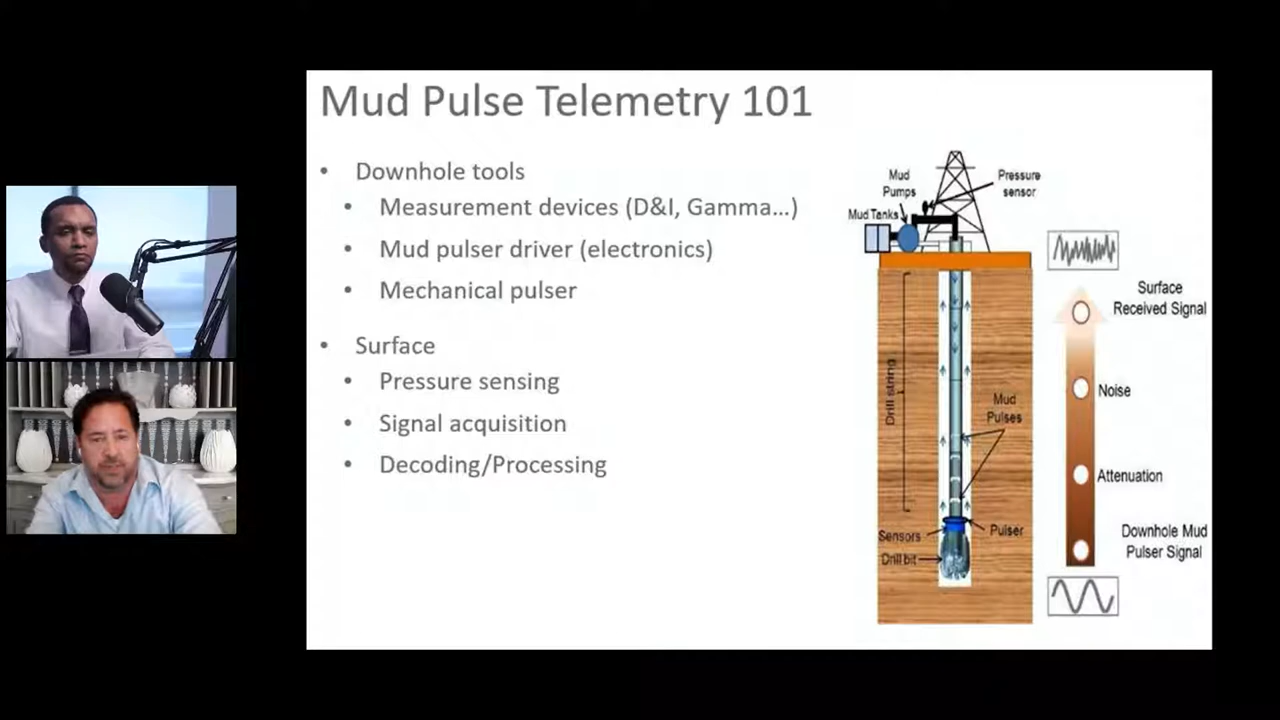 Mud Pulse Telemetry 101
• Downhole tools
• Measurement devices (D&I, Gamma…)
• Mud pulser driver (electronics)
• Mechanical pulser
• Surface
• Pressure sensing
• Signal acquisition
• Decoding/Processing
Mud
Pumps
Pressure
sensor
Mud Tanks
Drill string
Mud
Pulses
Sensors
Pulser
Drill bit
Surface
Received Signal
Noise
Attenuation
Downhole Mud
Pulser Signal